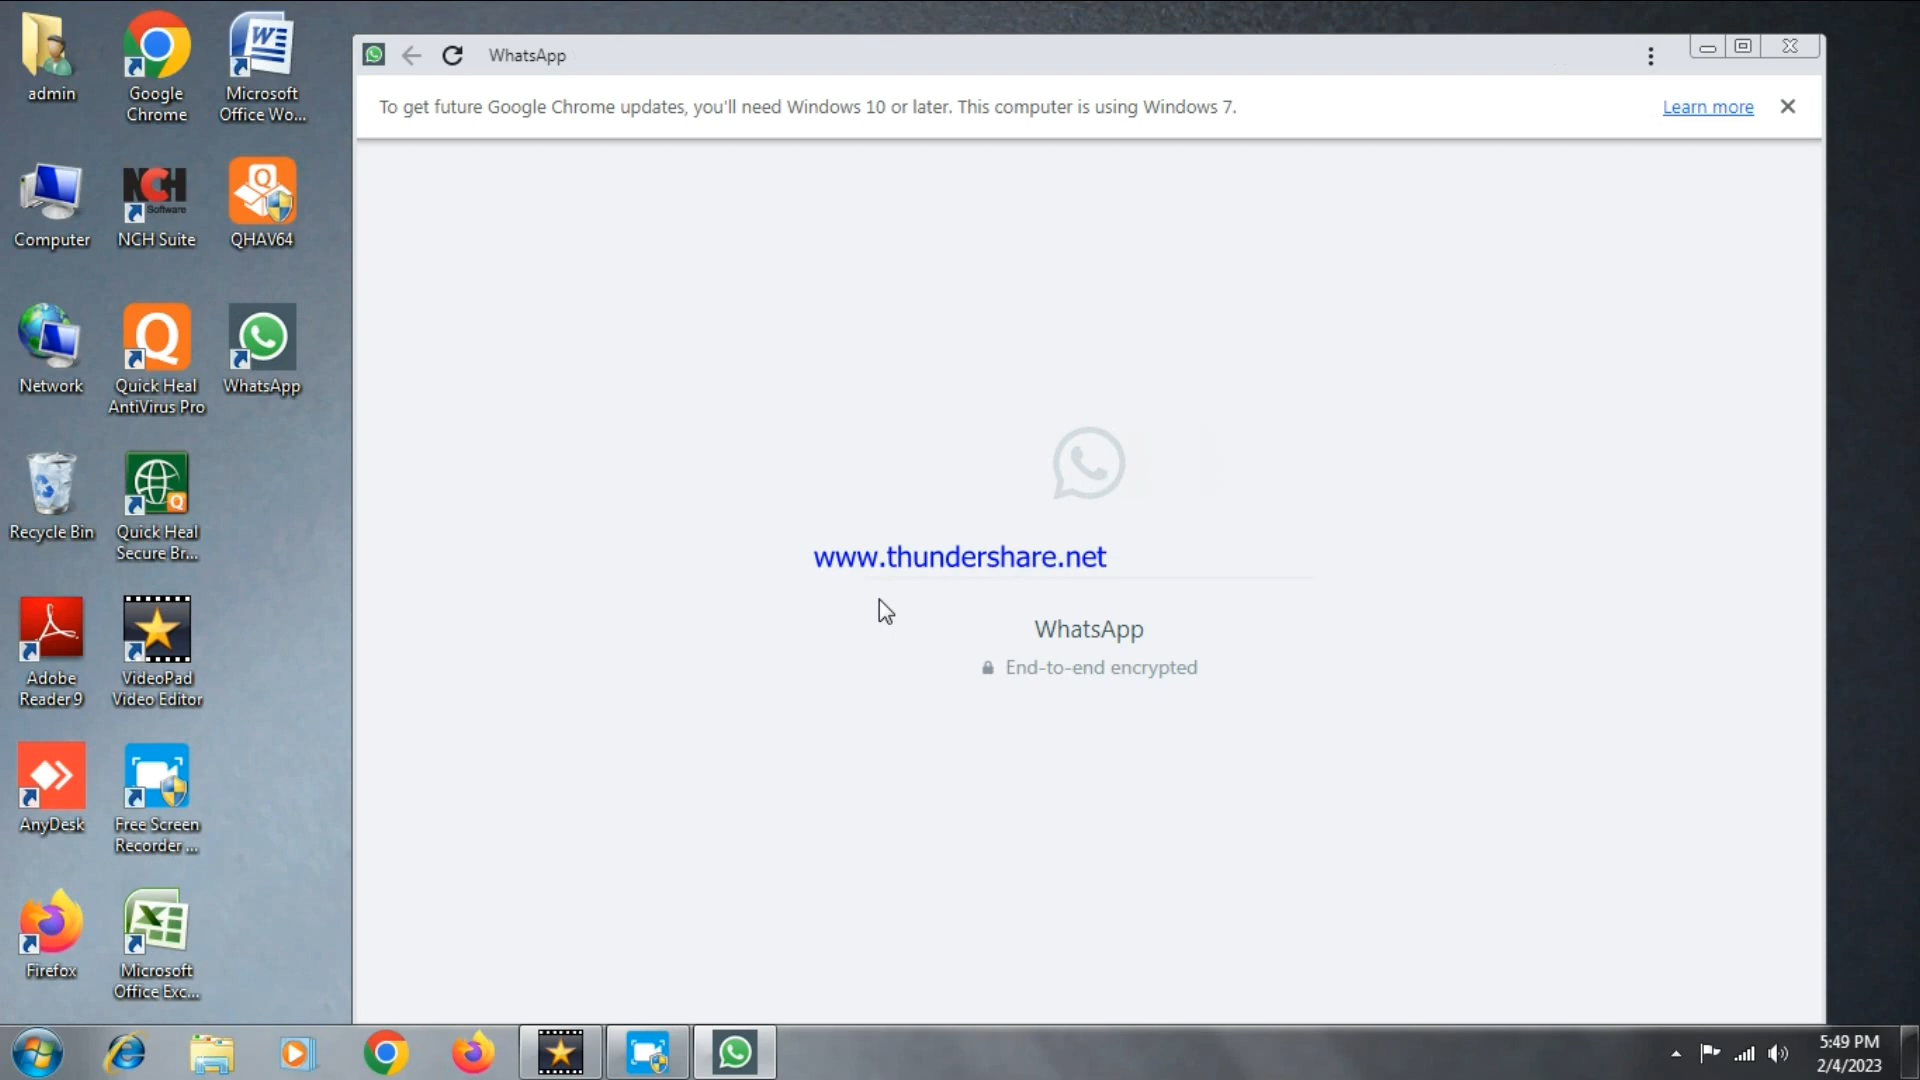 admin
Google
Chrome
Microsoft
Office Wo...
Computer
NCH
Software
NCH Suite
QHAV64
Network
Quick Heal
AntiVirus Pro
WhatsApp
Recycle Bin
Quick Heal
Secure Br...
Adobe
Reader 9
VideoPad
Video Editor
AnyDesk
Free Screen
Recorder ...
Firefox
Microsoft
Office Exc...
WhatsApp
To get future Google Chrome updates, you'll need Windows 10 or later. This computer is using Windows 7.
Learn more
www.thundershare.net
WhatsApp
End-to-end encrypted
5:49 PM
2/4/2023